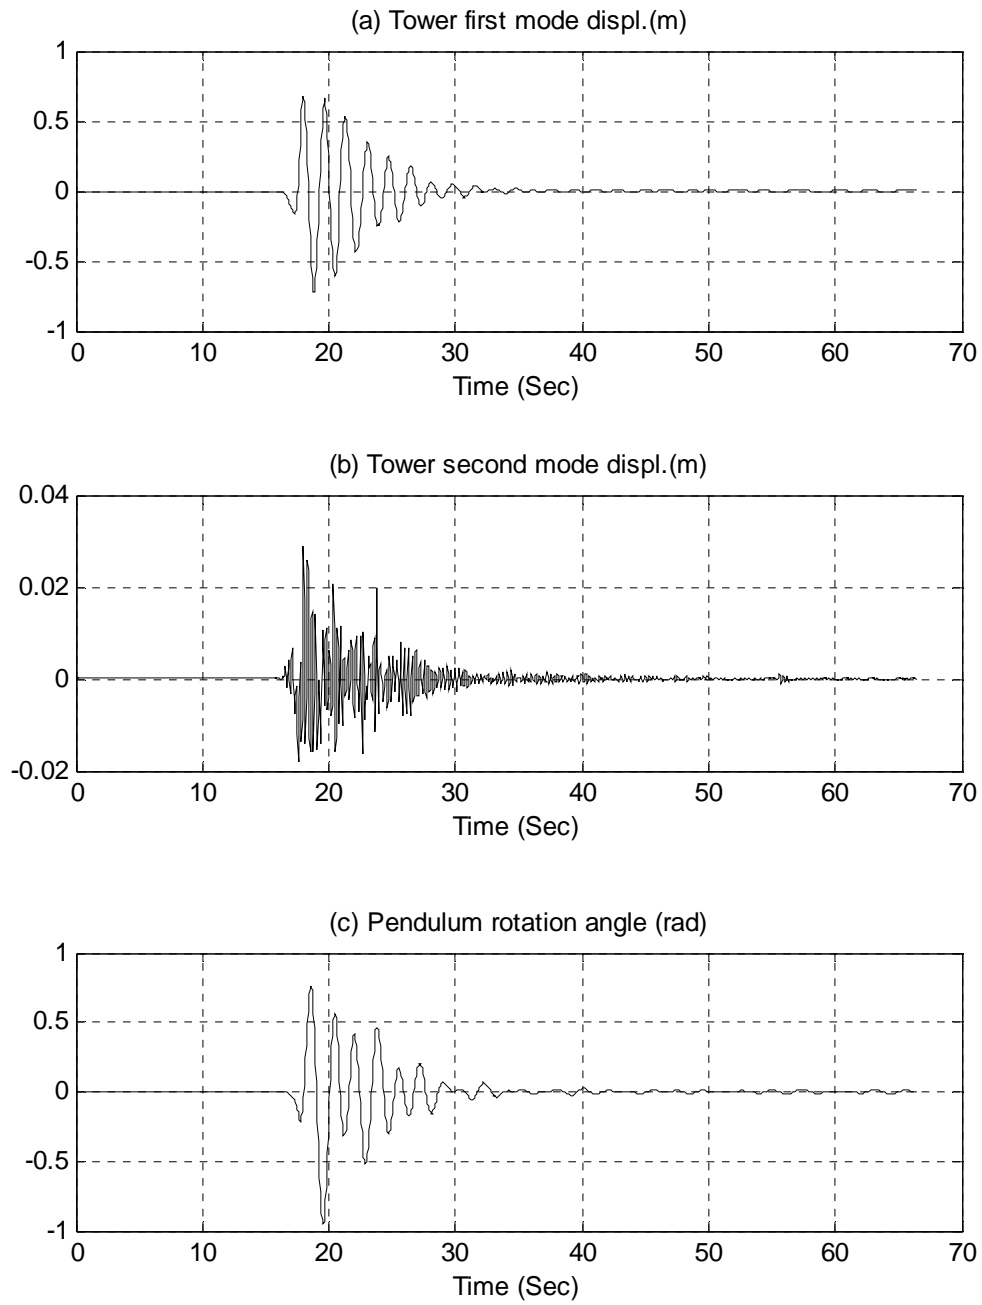 (a) Tower first mode displ.(m)
1
0.5
0
-0.5
-1
0 10 20 30 40 50 60 70
Time (Sec)
(b) Tower second mode displ.(m)
0.04
0.02
0
-0.02
0 10 20 30 40 50 60 70
Time (Sec)
(c) Pendulum rotation angle (rad)
1
0.5
0
-0.5
-1
0 10 20 30 40 50 60 70
Time (Sec)